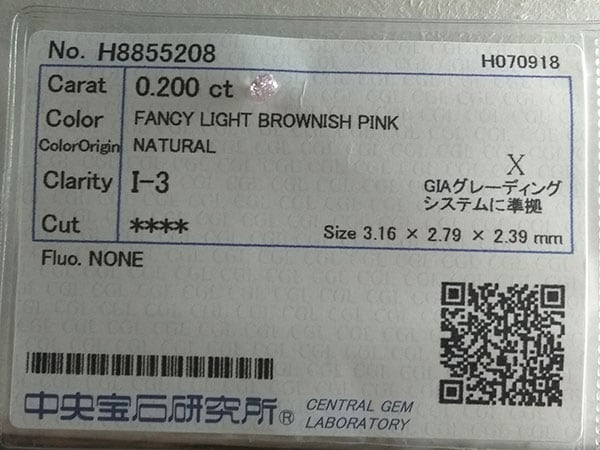 No. H8855208
H070918
Carat 0.200 ct
Color FANCY LIGHT BROWNISH PINK
ColorOrigin NATURAL
Clarity I-3
X
GIAグレーディング
システムに準拠
Cut ****
Size 3.16 × 2.79 × 2.39 mm
Fluo. NONE
中央宝石研究所®
CENTRAL GEM
LABORATORY